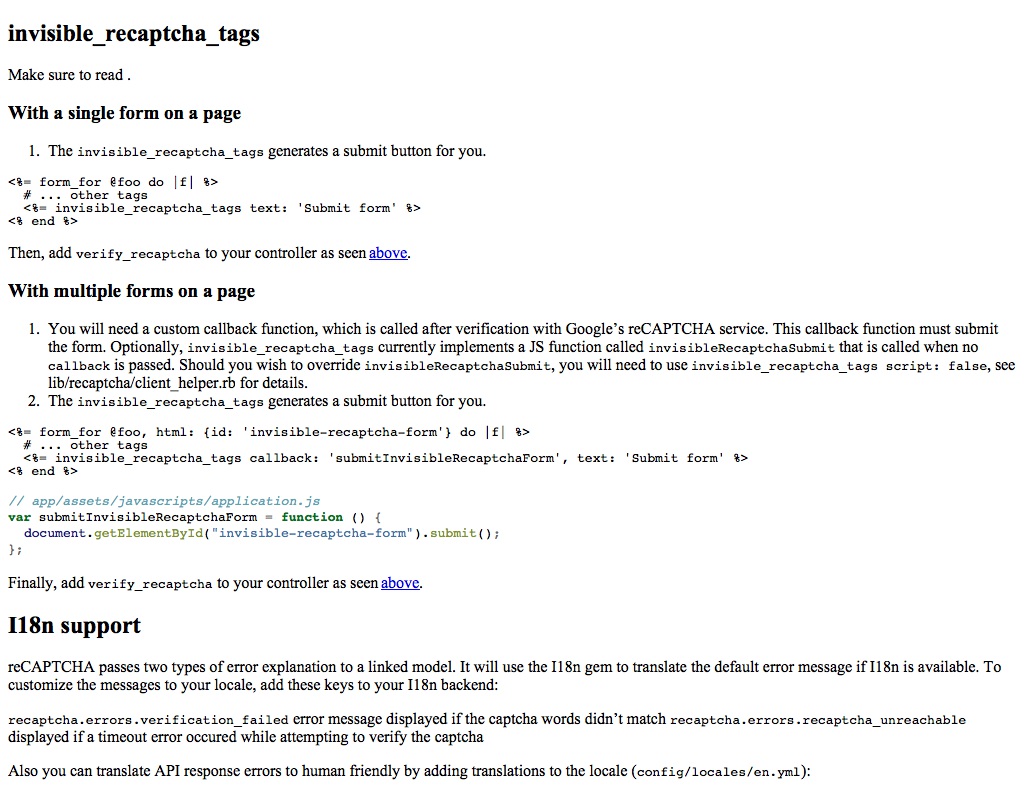 invisible_recaptcha_tags
Make sure to read .
With a single form on a page
1. The invisible_recaptcha_tags generates a submit button for you.
<%= form_for @foo do |f| %>
  # ... other tags
  <%= invisible_recaptcha_tags text: 'Submit form' %>
<% end %>
Then, add verify_recaptcha to your controller as seen above.
With multiple forms on a page
1. You will need a custom callback function, which is called after verification with Google’s reCAPTCHA service. This callback function must submit
the form. Optionally, invisible_recaptcha_tags currently implements a JS function called invisibleRecaptchaSubmit that is called when no
callback is passed. Should you wish to override invisibleRecaptchaSubmit, you will need to use invisible_recaptcha_tags script: false, see
lib/recaptcha/client_helper.rb for details.
2. The invisible_recaptcha_tags generates a submit button for you.
<%= form_for @foo, html: {id: 'invisible-recaptcha-form'} do |f| %>
  # ... other tags
  <%= invisible_recaptcha_tags callback: 'submitInvisibleRecaptchaForm', text: 'Submit form' %>
<% end %>
// app/assets/javascripts/application.js
var submitInvisibleRecaptchaForm = function () {
  document.getElementById("invisible-recaptcha-form").submit();
};
Finally, add verify_recaptcha to your controller as seen above.
I18n support
reCAPTCHA passes two types of error explanation to a linked model. It will use the I18n gem to translate the default error message if I18n is available. To
customize the messages to your locale, add these keys to your I18n backend:
recaptcha.errors.verification_failed error message displayed if the captcha words didn’t match recaptcha.errors.recaptcha_unreachable
displayed if a timeout error occured while attempting to verify the captcha
Also you can translate API response errors to human friendly by adding translations to the locale (config/locales/en.yml):